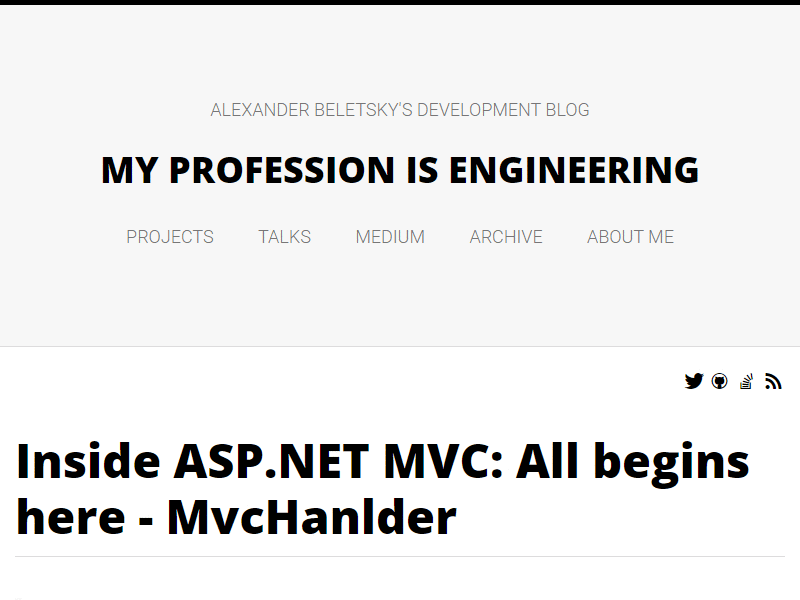 ALEXANDER BELETSKY'S DEVELOPMENT BLOG
MY PROFESSION IS ENGINEERING
PROJECTS TALKS MEDIUM ARCHIVE ABOUT ME
Inside ASP.NET MVC: All begins
here - MvcHanlder